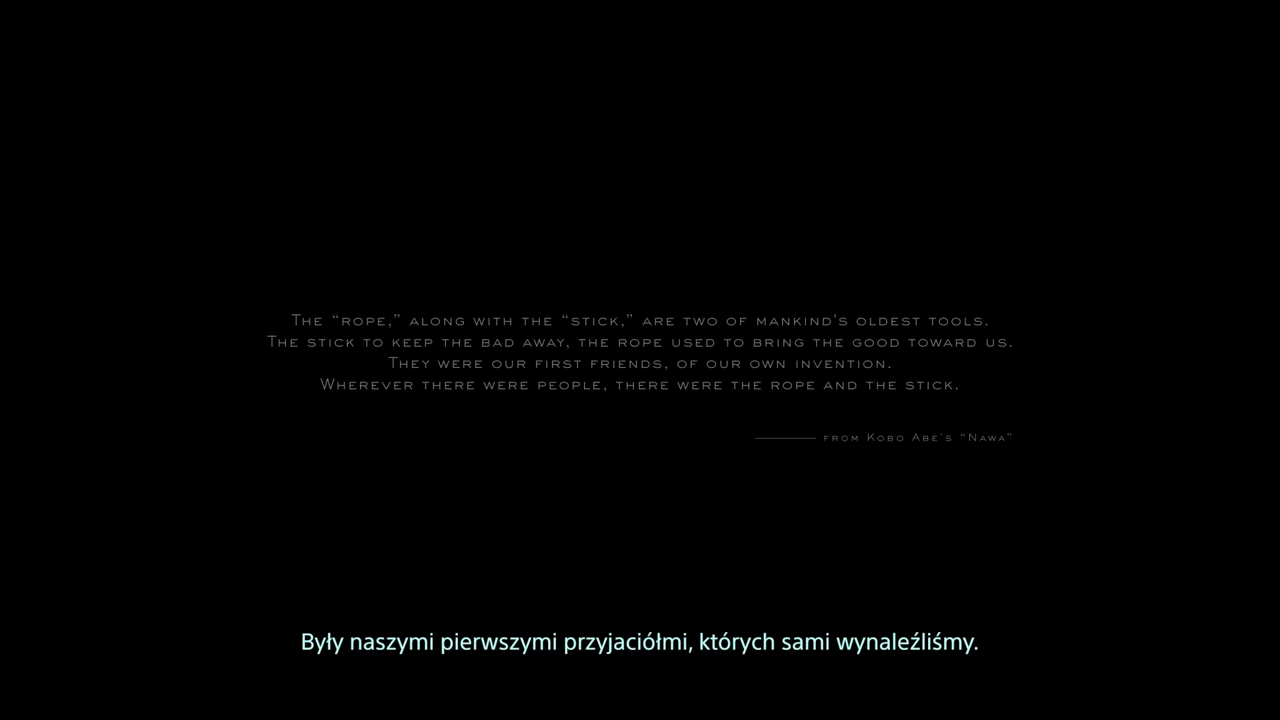 The “rope,” along with the “stick,” are two of mankind's oldest tools.
The stick to keep the bad away, the rope used to bring the good toward us.
They were our first friends, of our own invention.
Wherever there were people, there were the rope and the stick.
from Kobo Abe's “Nawa”
Były naszymi pierwszymi przyjaciółmi, których sami wynaleźliśmy.